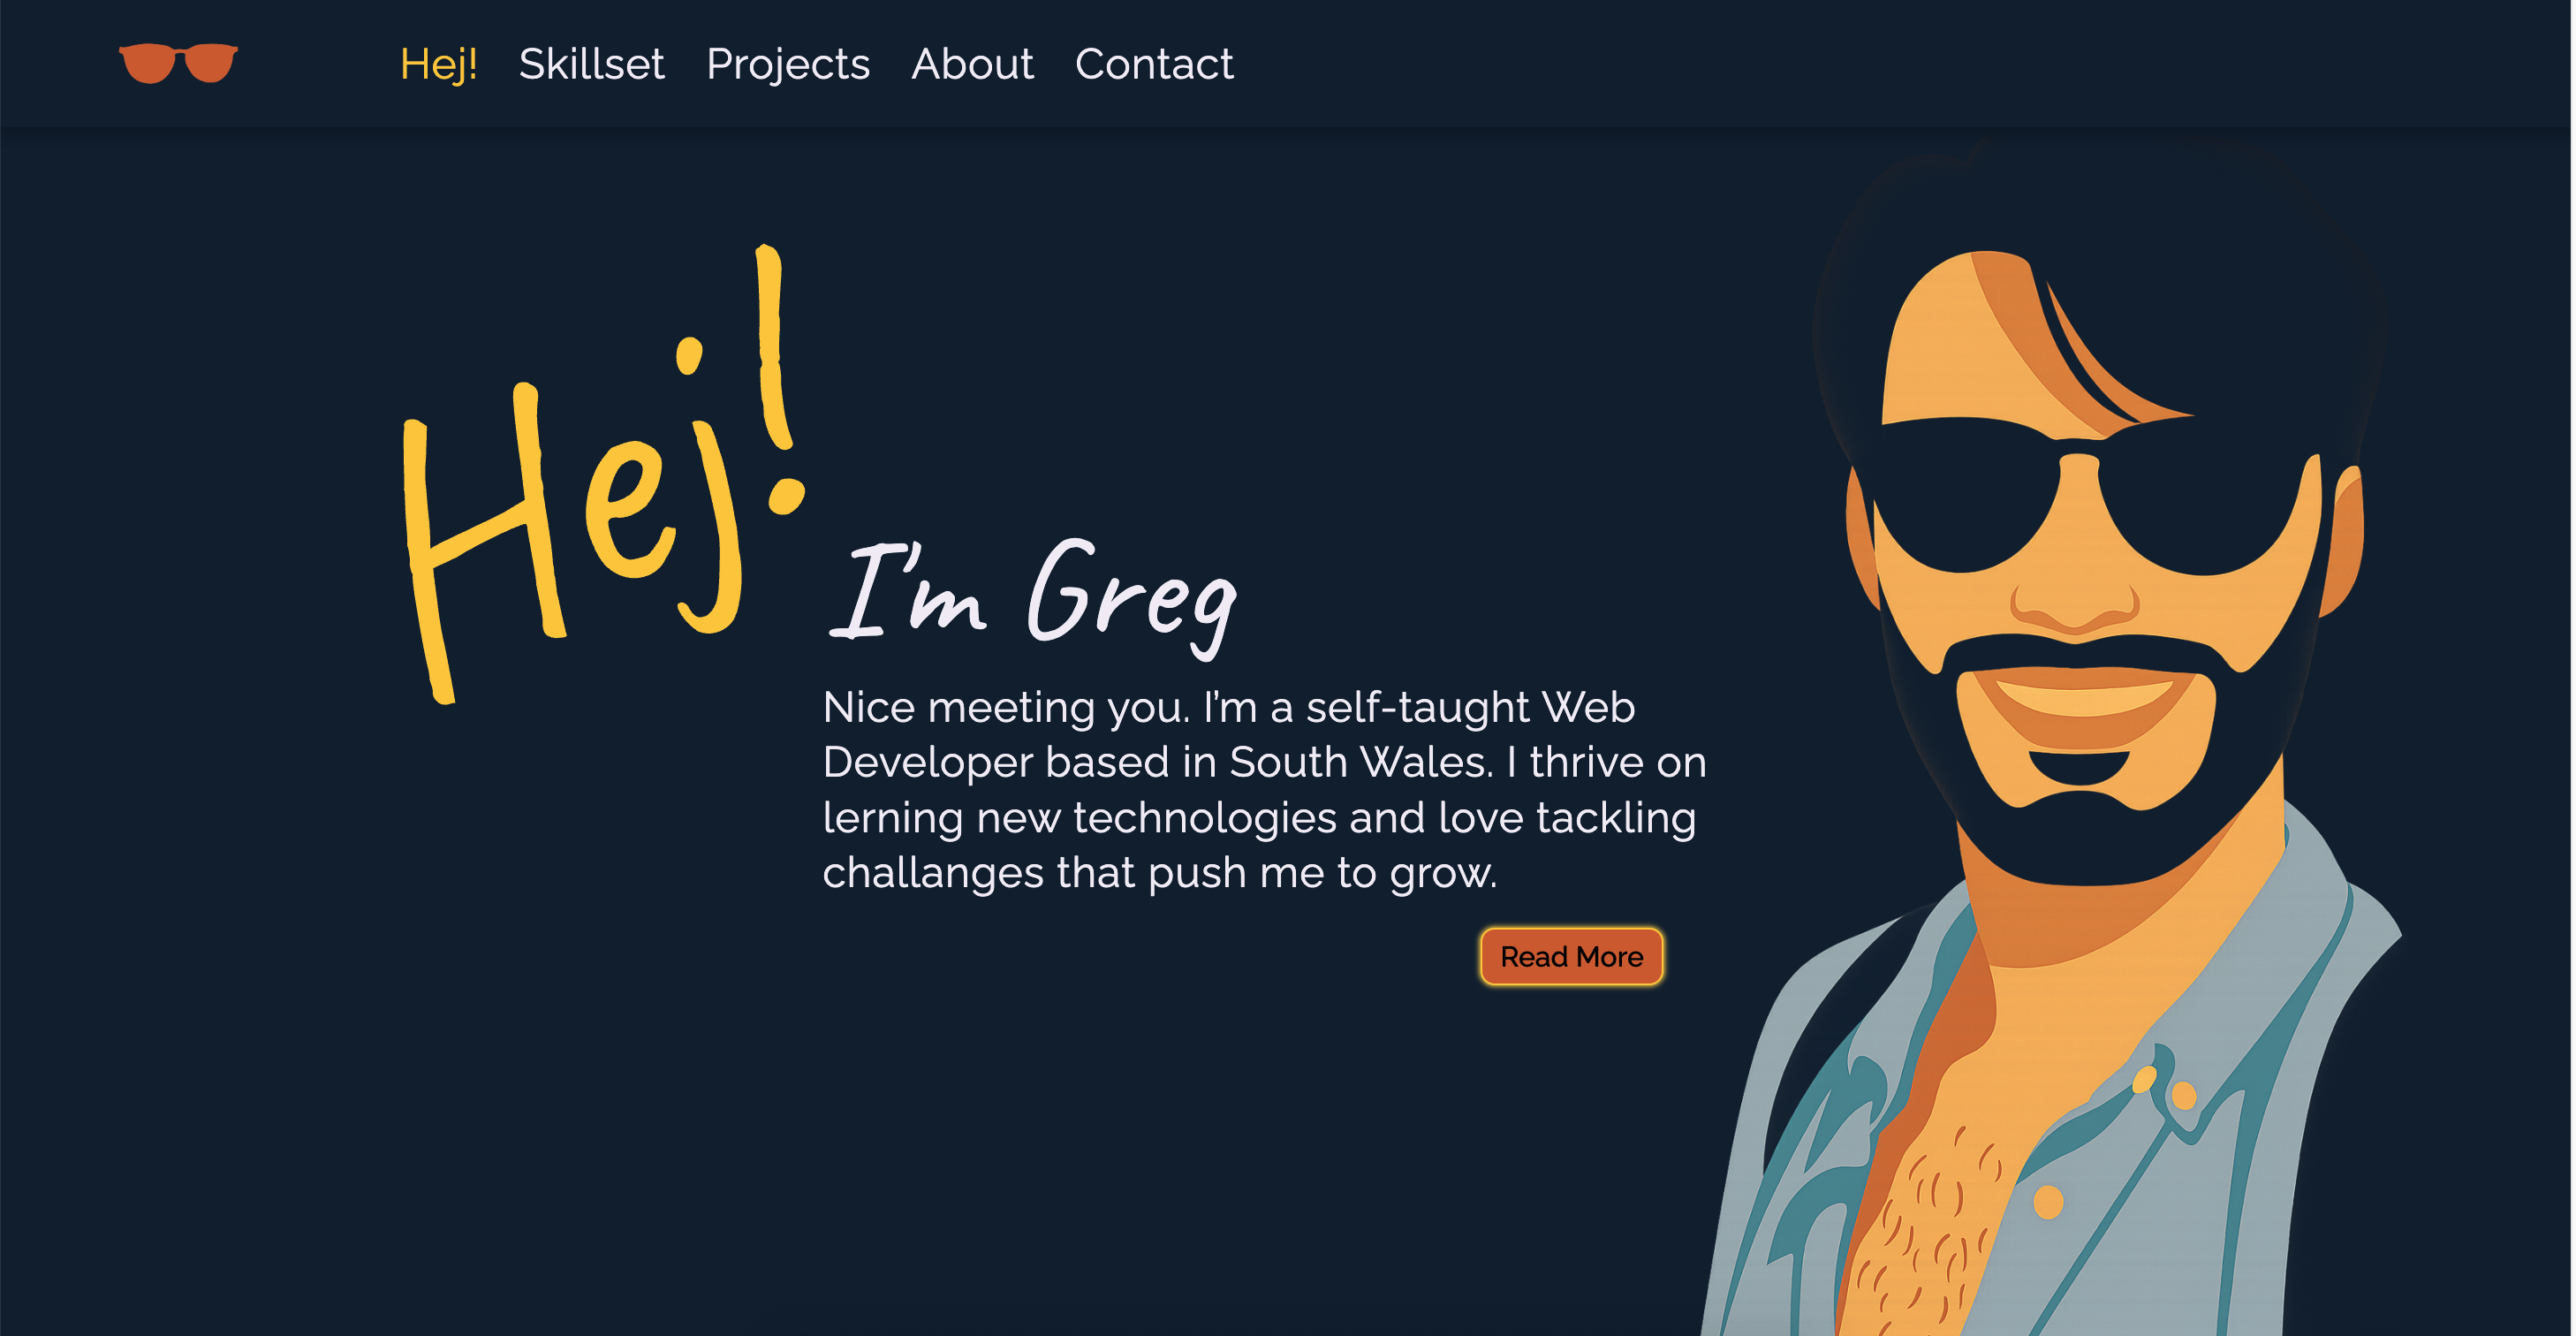 Hej! Skillset Projects About Contact
Hej!
I'm Greg
Nice meeting you. I'm a self-taught Web
Developer based in South Wales. I thrive on
lerning new technologies and love tackling
challanges that push me to grow.
Read More